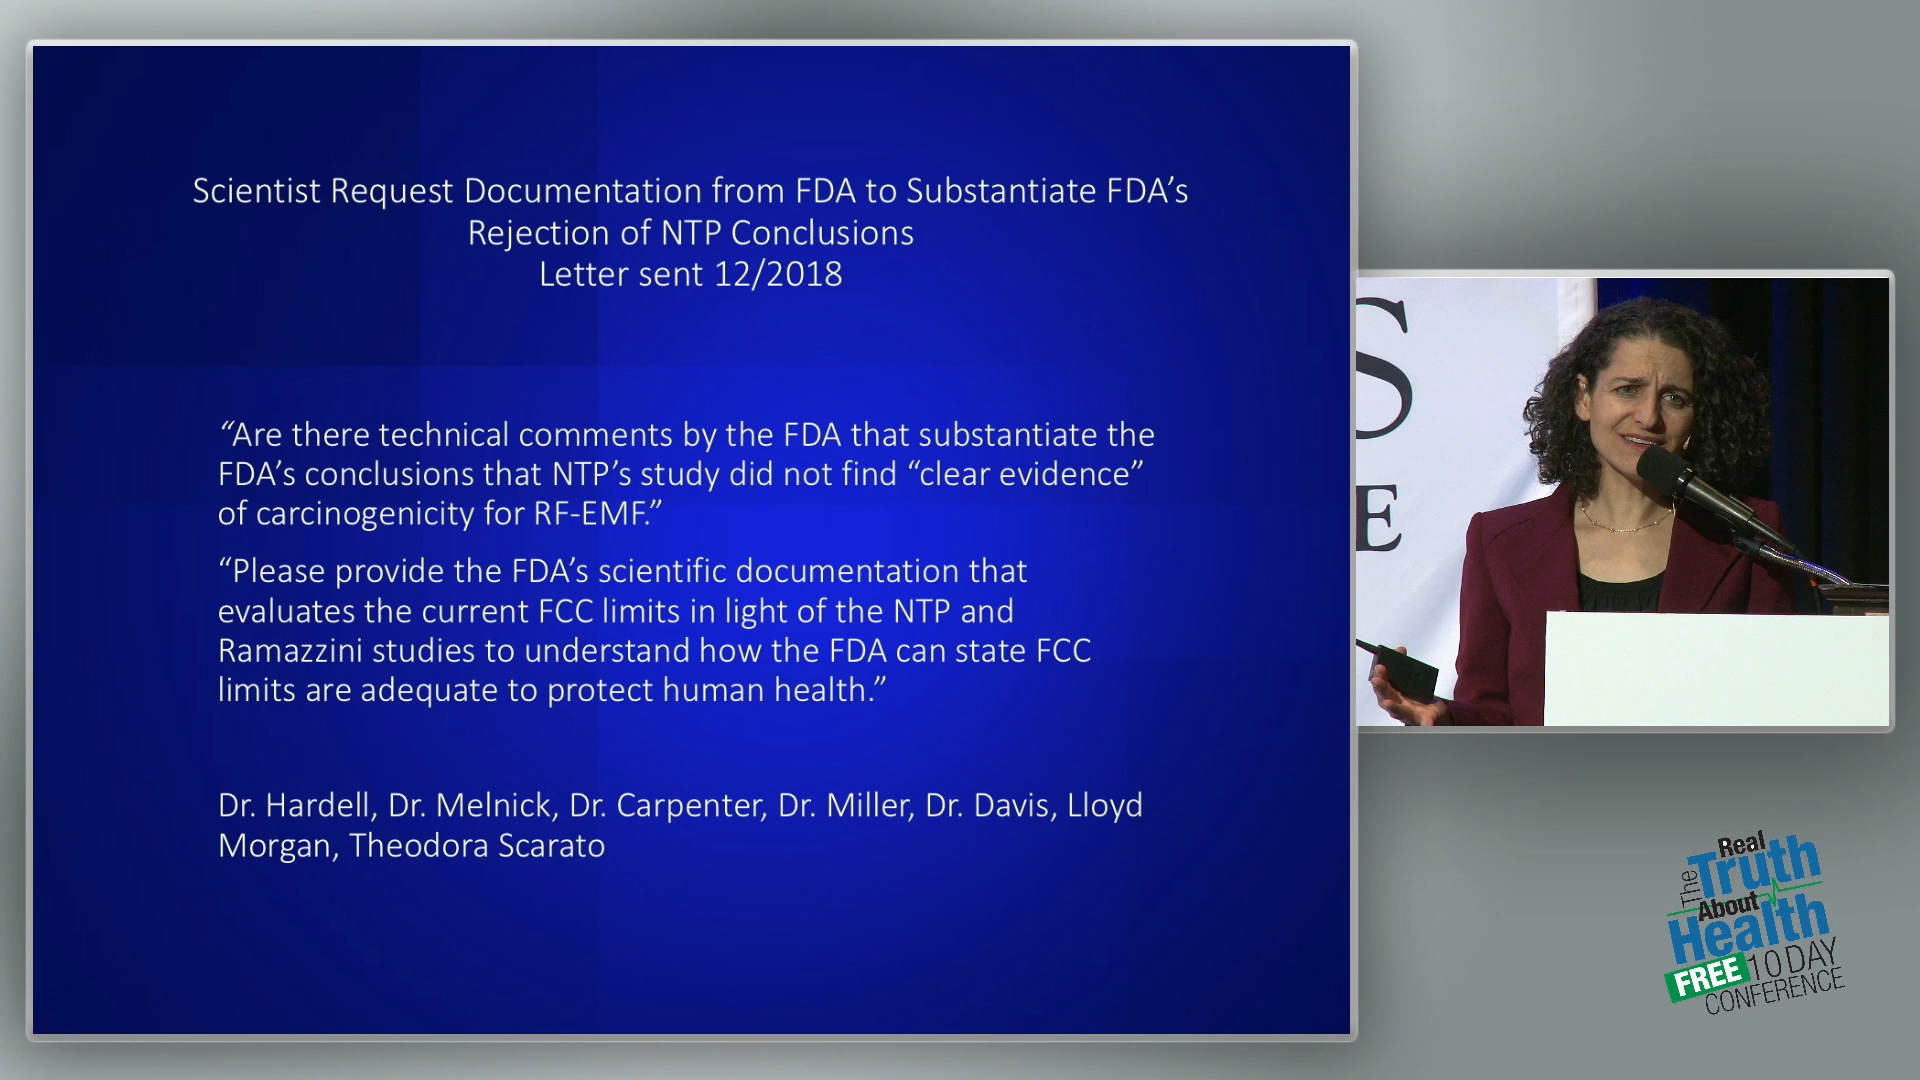 Scientist Request Documentation from FDA to Substantiate FDA’s
Rejection of NTP Conclusions
Letter sent 12/2018
“Are there technical comments by the FDA that substantiate the
FDA’s conclusions that NTP’s study did not find “clear evidence”
of carcinogenicity for RF-EMF.”
“Please provide the FDA’s scientific documentation that
evaluates the current FCC limits in light of the NTP and
Ramazzini studies to understand how the FDA can state FCC
limits are adequate to protect human health.”
Dr. Hardell, Dr. Melnick, Dr. Carpenter, Dr. Miller, Dr. Davis, Lloyd
Morgan, Theodora Scarato
S
E
The Real
Truth
About
Health
FREE 10 DAY
CONFERENCE